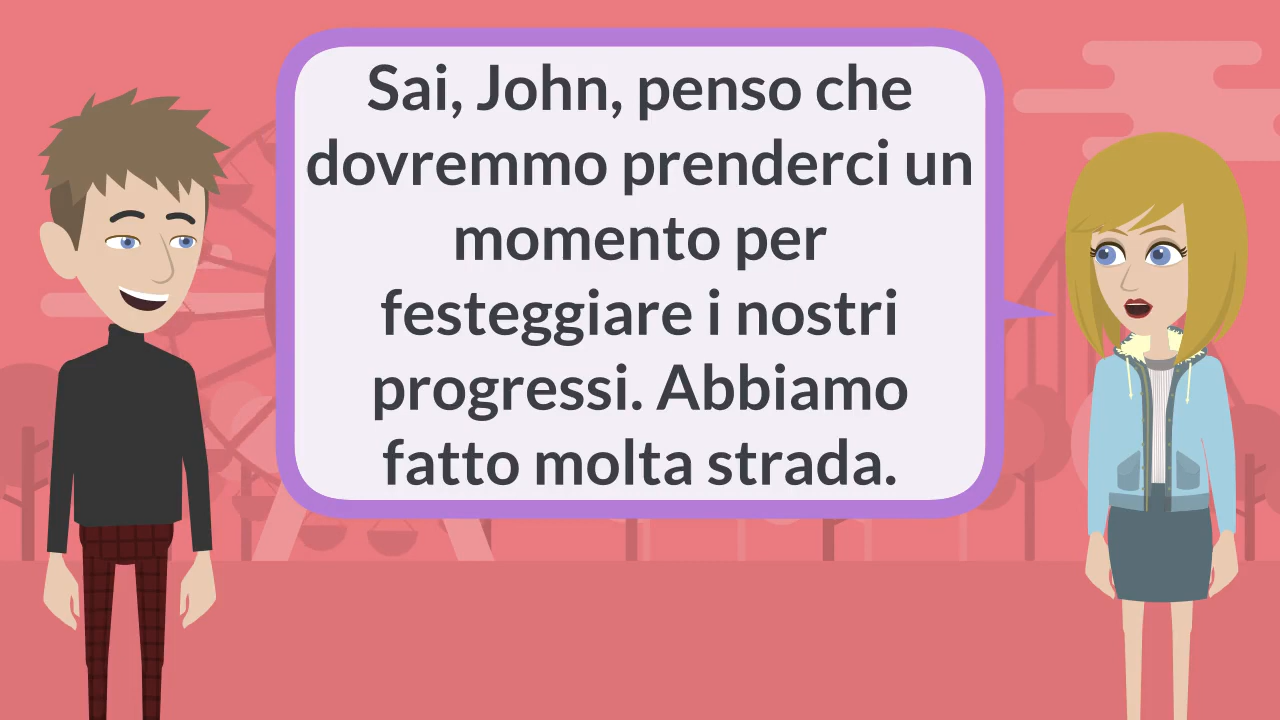 Sai, John, penso che
dovremmo prenderci un
momento per
festeggiare i nostri
progressi. Abbiamo
fatto molta strada.